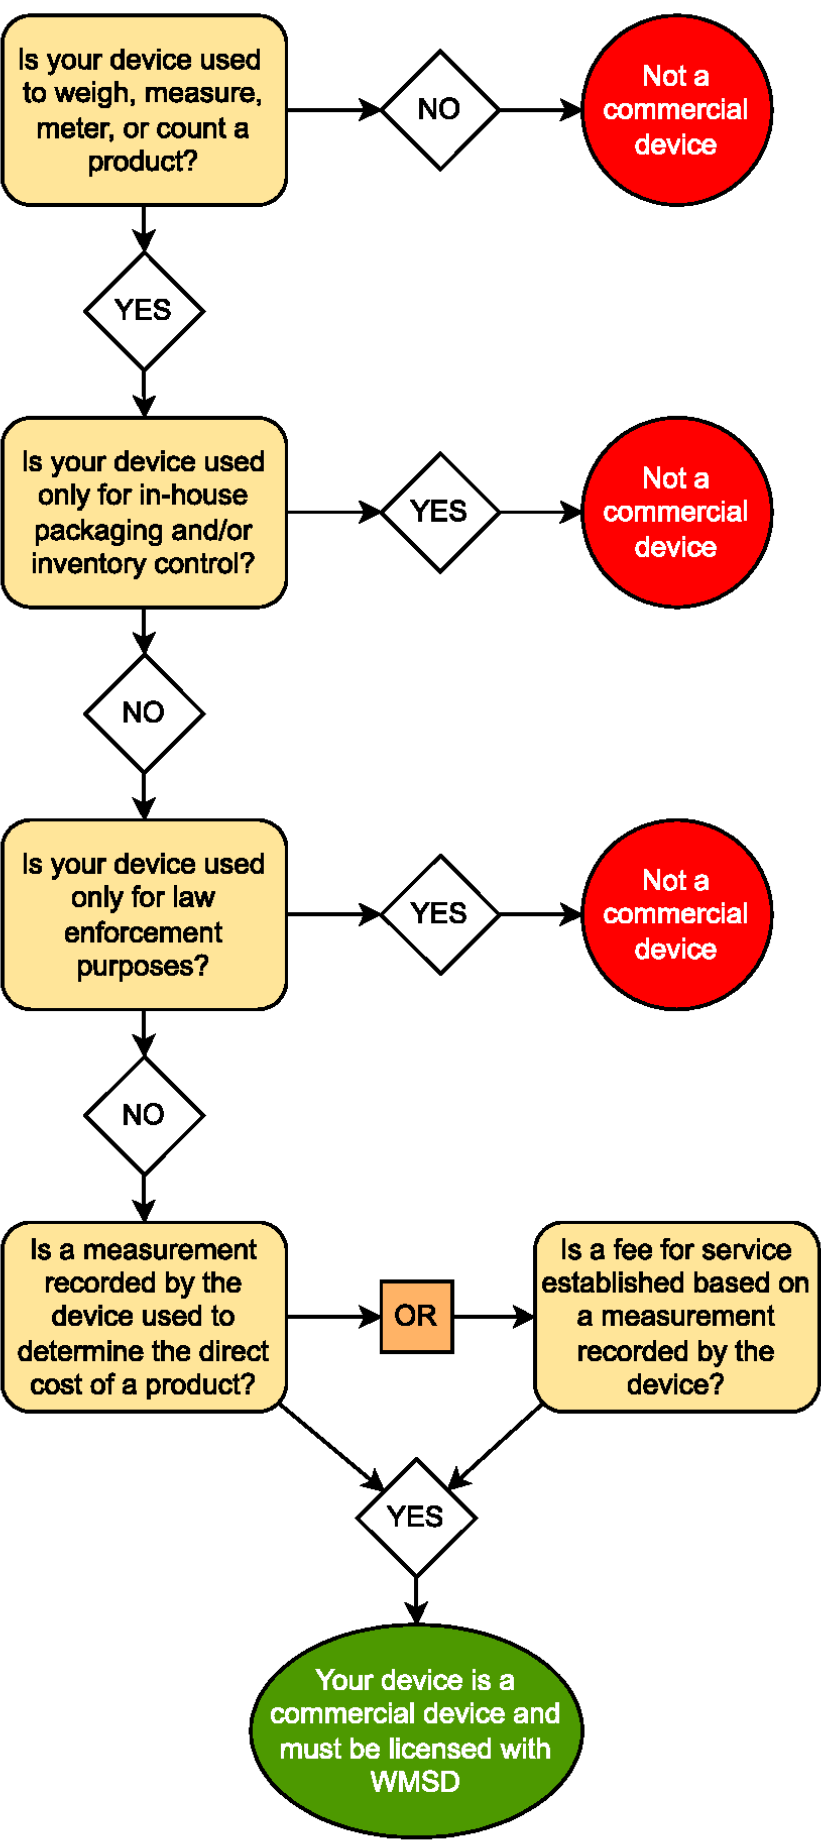 Is your device used
to weigh, measure,
meter, or count a
product?
NO
Not a
commercial
device
YES
Is your device used
only for in-house
packaging and/or
inventory control?
YES
Not a
commercial
device
NO
Is your device used
only for law
enforcement
purposes?
YES
Not a
commercial
device
NO
Is a measurement
recorded by the
device used to
determine the direct
cost of a product?
OR
Is a fee for service
established based on
a measurement
recorded by the
device?
YES
Your device is a
commercial device and
must be licensed with
WMSD